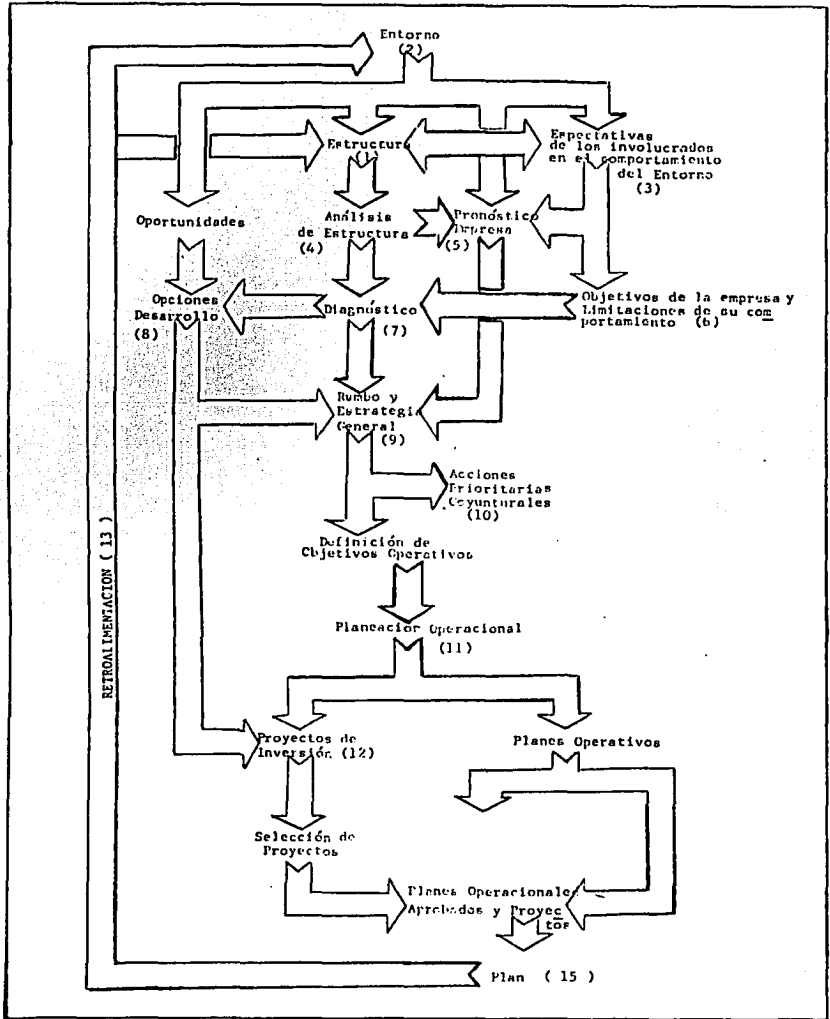 Entorno
(2)
Estructura
(1)
Espectativas
de los involucrados
en el comportamiento
del Entorno
(3)
Oportunidades
Análisis
de Estructura
(4)
Pronóstico
Empresa
(5)
Opciones
Desarrollo
(8)
Diagnóstico
(7)
Objetivos de la empresa y
Limitaciones de su com
portamiento (6)
Rumbo y
Estrategia
General
(9)
Acciones
Prioritarias
Coyunturales
(10)
Definición de
Objetivos Operativos
RETROALIMENTACION ( 13 )
Planeación Operacional
(11)
Proyectos de
Inversión (12)
Planes Operativos
Selección de
Proyectos
Planes Operacionales
Aprobados y Proyec
tos
Plan ( 15 )